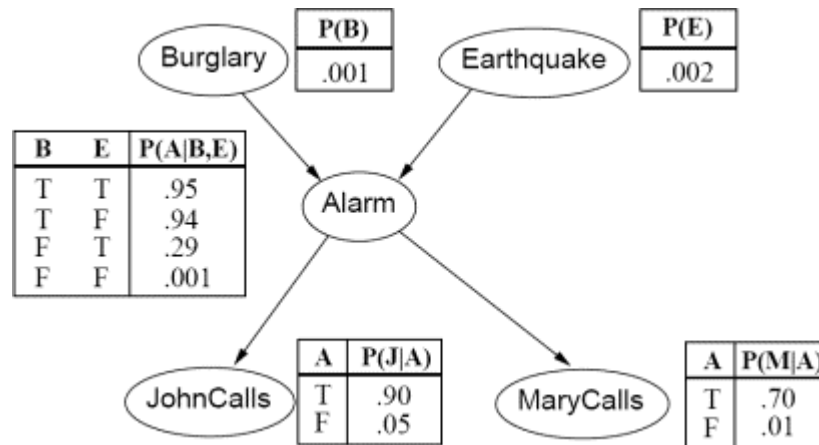 P(B)
Burglary
.001
P(E)
Earthquake
.002
B E P(A|B,E)
T T .95
T F .94
F T .29
F F .001
Alarm
JohnCalls
A P(J|A)
T .90
F .05
MaryCalls
A P(M|A)
T .70
F .01